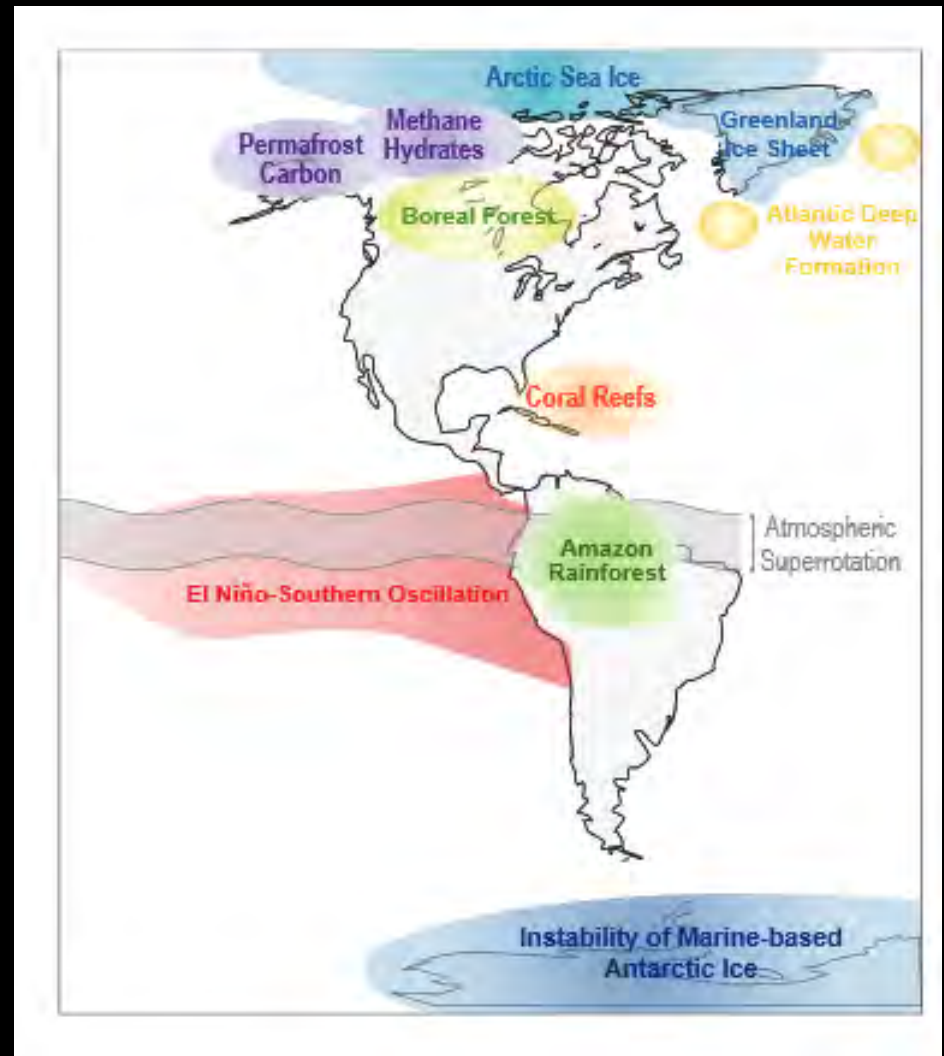 Arctic Sea Ice
Methane
Hydrates
Permafrost
Carbon
Greenland
Ice Sheet
Boreal Forest
Atlantic Deep
Water
Formation
Coral Reefs
Atmospheric
Superrotation
Amazon
Rainforest
El Niño-Southern Oscillation
Instability of Marine-based
Antarctic Ice